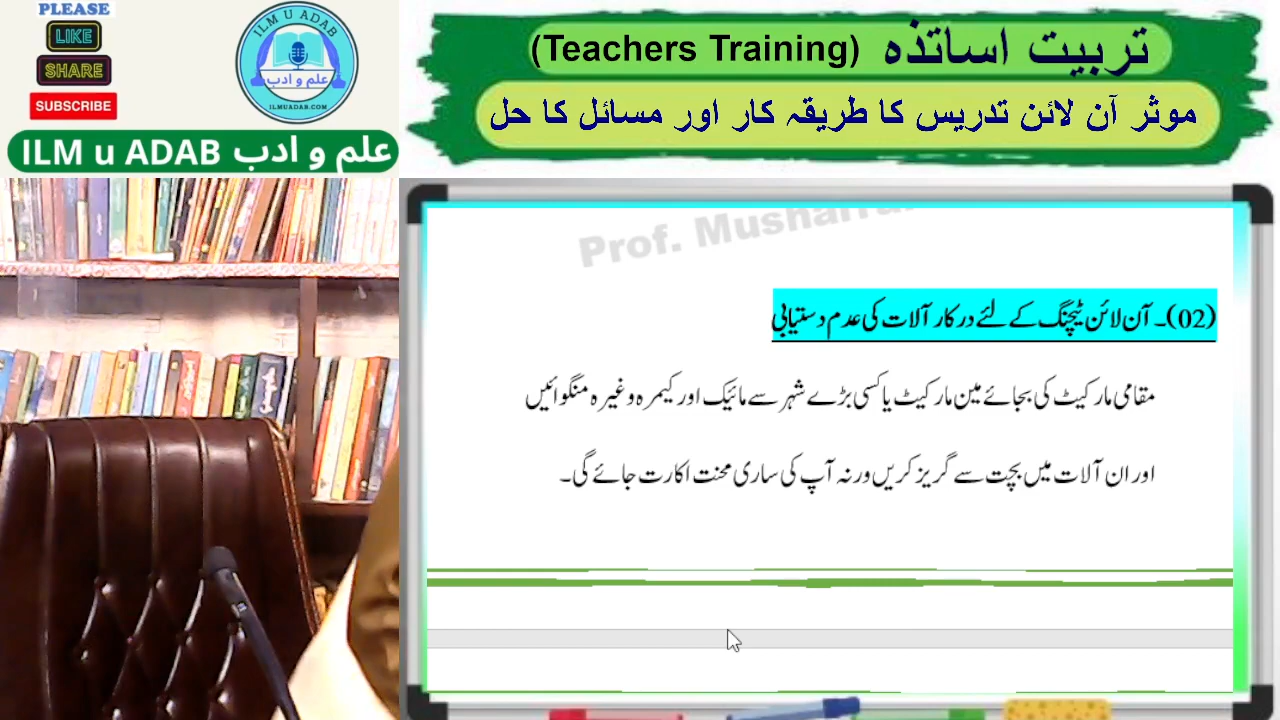 PLEASE
LIKE
SHARE
SUBSCRIBE
ILM U ADAB
علم و ادب
ILMUADAB.COM
ILM u ADAB علم و ادب
تربیت اساتذہ (Teachers Training)
موثر آن لائن تدریس کا طریقہ کار اور مسائل کا حل
Prof.
(02)۔ آن لائن ٹیچنگ کے لئے درکار آلات کی عدم دستیابی
مقامی مارکیٹ کی بجائے مین مارکیٹ یا کسی بڑے شہر سے مائیک اور کیمرہ وغیرہ منگوائیں
اور ان آلات میں بچت سے گریز کریں ورنہ آپ کی ساری محنت اکارت جائے گی۔